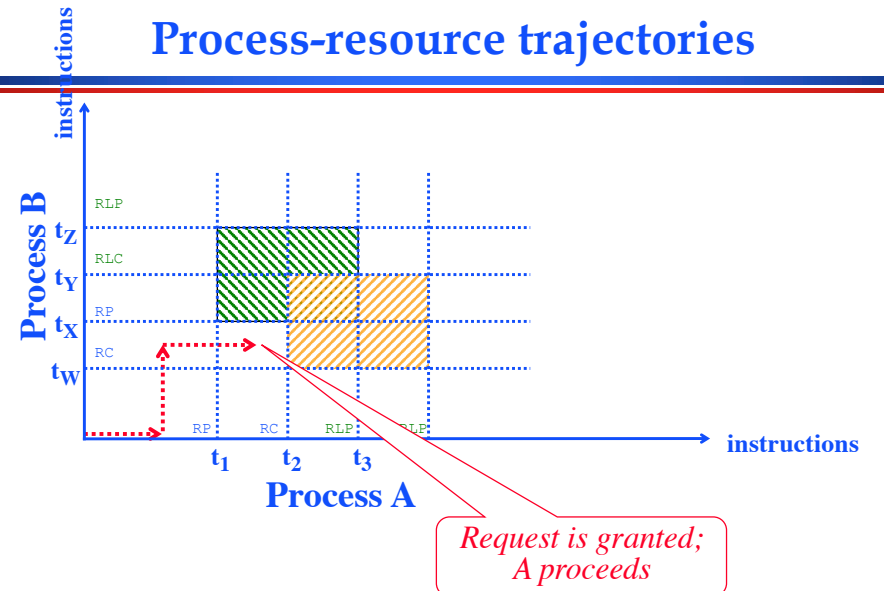 Process-resource trajectories
instructions
Process B
RLP
tZ
RLC
tY
RP
tX
RC
tW
RP
RC
RLP
RLP
t1
t2
t3
instructions
Process A
Request is granted;
A proceeds